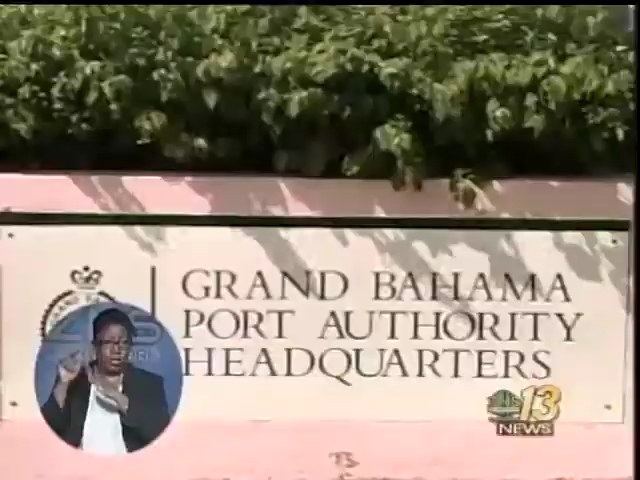 GRAND BAHAMA
PORT AUTHORITY
HEADQUARTERS
13
NEWS